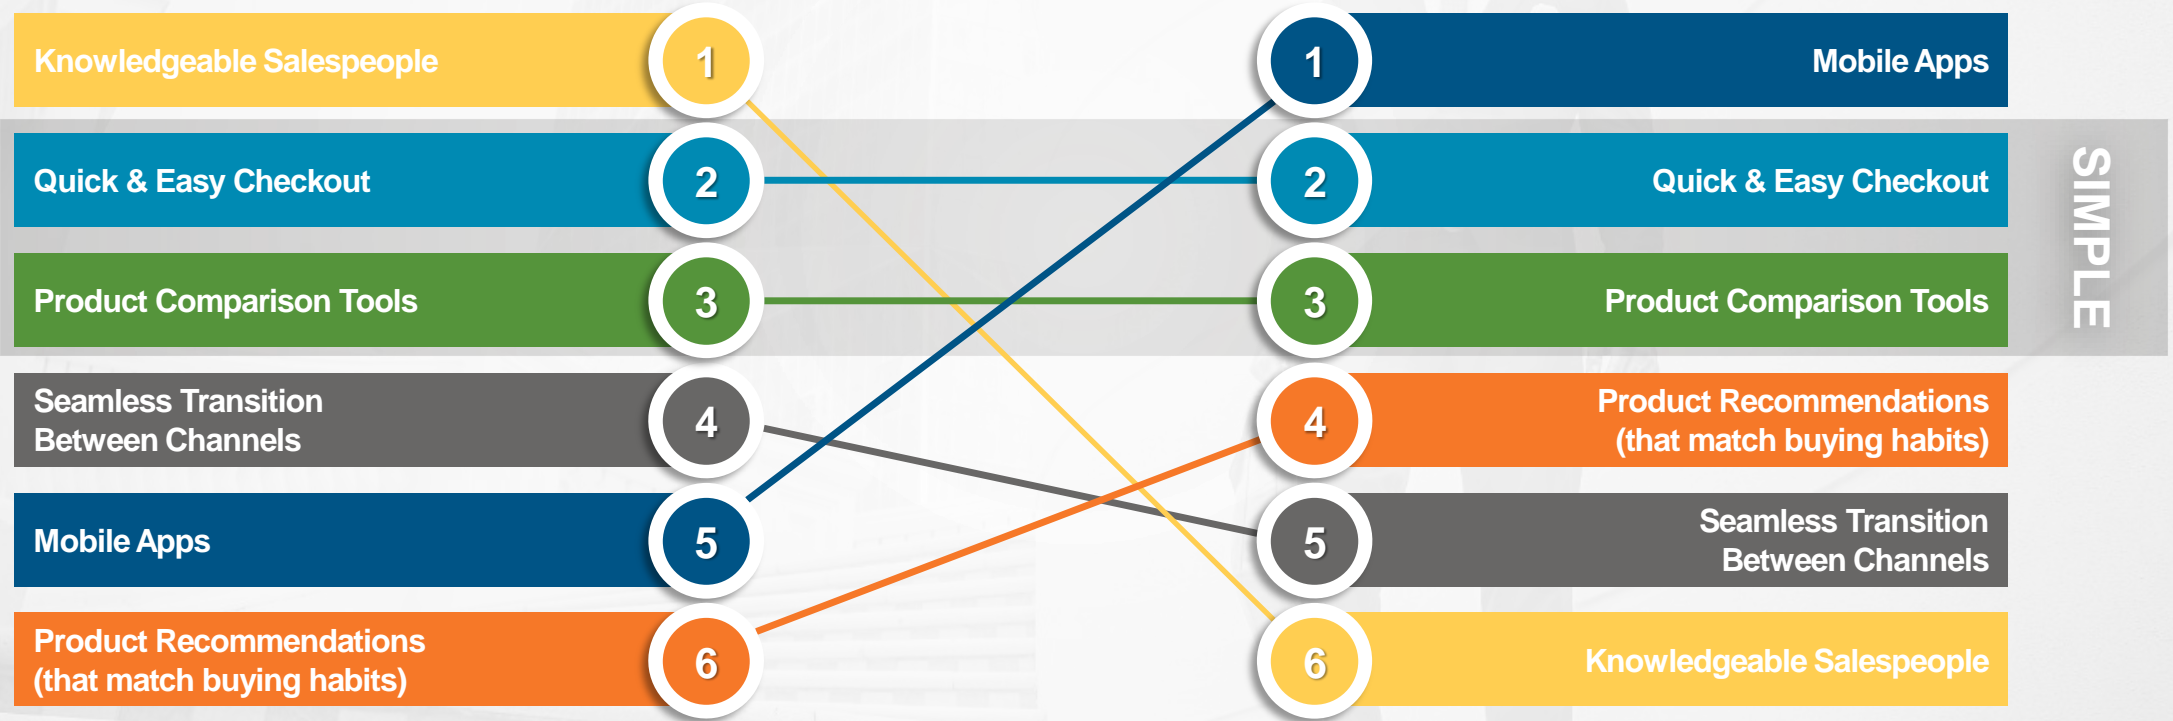 Knowledgeable Salespeople
1
Quick & Easy Checkout
2
Product Comparison Tools
3
Seamless Transition
Between Channels
4
Mobile Apps
5
Product Recommendations
(that match buying habits)
6
1
Mobile Apps
2
Quick & Easy Checkout
3
Product Comparison Tools
4
Product Recommendations
(that match buying habits)
5
Seamless Transition
Between Channels
6
Knowledgeable Salespeople
SIMPLE